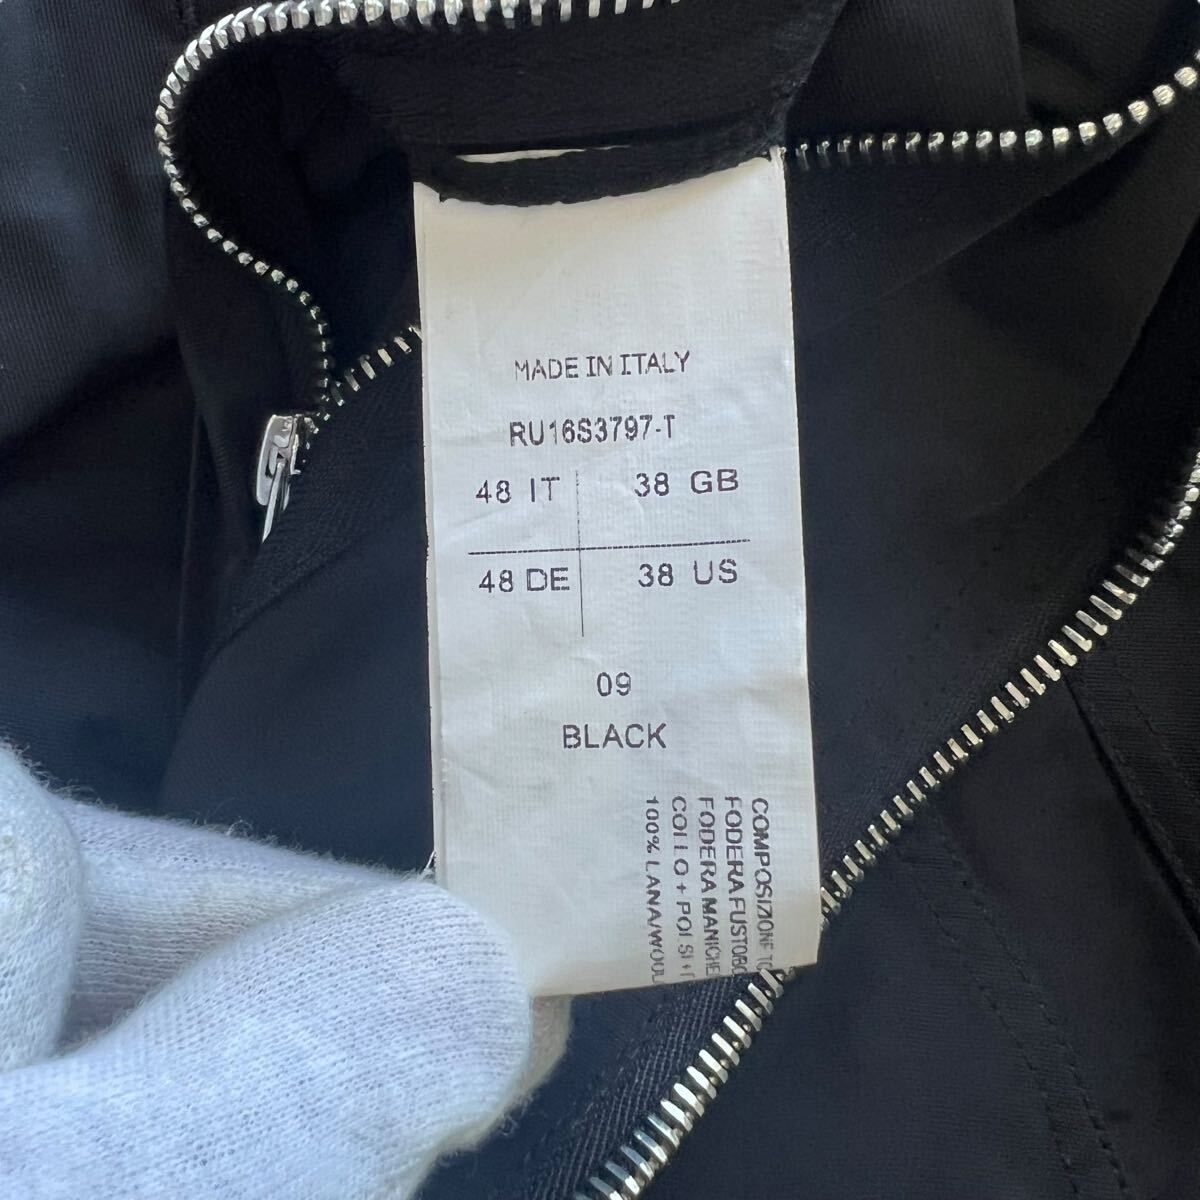 MADE IN ITALY
RU16S3797-T
48 IT 38 GB
48 DE 38 US
09
BLACK
COMPOSIZIONE
FODERA FUSTO/BO
FODERA MANICHE
COLLO + POLSI +
100% LANA/WOOL